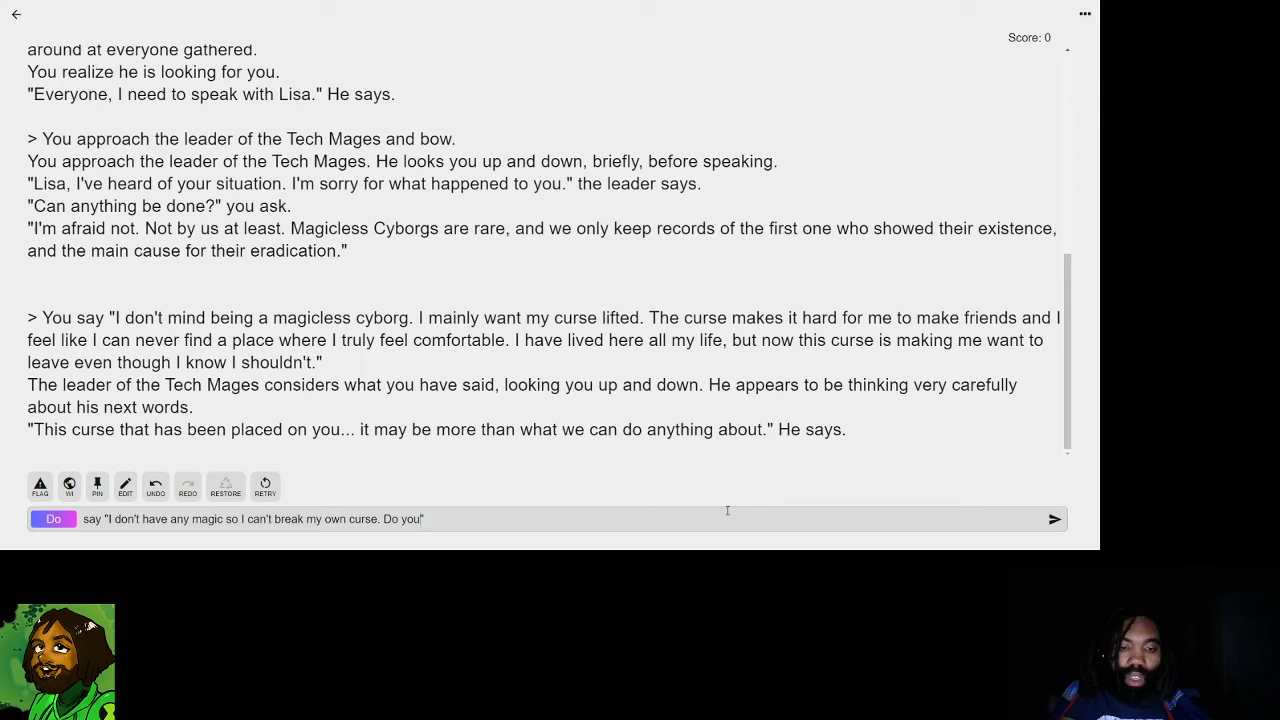 Score: 0
around at everyone gathered.
You realize he is looking for you.
"Everyone, I need to speak with Lisa." He says.
> You approach the leader of the Tech Mages and bow.
You approach the leader of the Tech Mages. He looks you up and down, briefly, before speaking.
"Lisa, I've heard of your situation. I'm sorry for what happened to you." the leader says.
"Can anything be done?" you ask.
"I'm afraid not. Not by us at least. Magicless Cyborgs are rare, and we only keep records of the first one who showed their existence,
and the main cause for their eradication."
> You say "I don't mind being a magicless cyborg. I mainly want my curse lifted. The curse makes it hard for me to make friends and I
feel like I can never find a place where I truly feel comfortable. I have lived here all my life, but now this curse is making me want to
leave even though I know I shouldn't."
The leader of the Tech Mages considers what you have said, looking you up and down. He appears to be thinking very carefully
about his next words.
"This curse that has been placed on you... it may be more than what we can do anything about." He says.
FLAG WI PIN EDIT UNDO REDO RESTORE RETRY
Do say "I don't have any magic so I can't break my own curse. Do you"